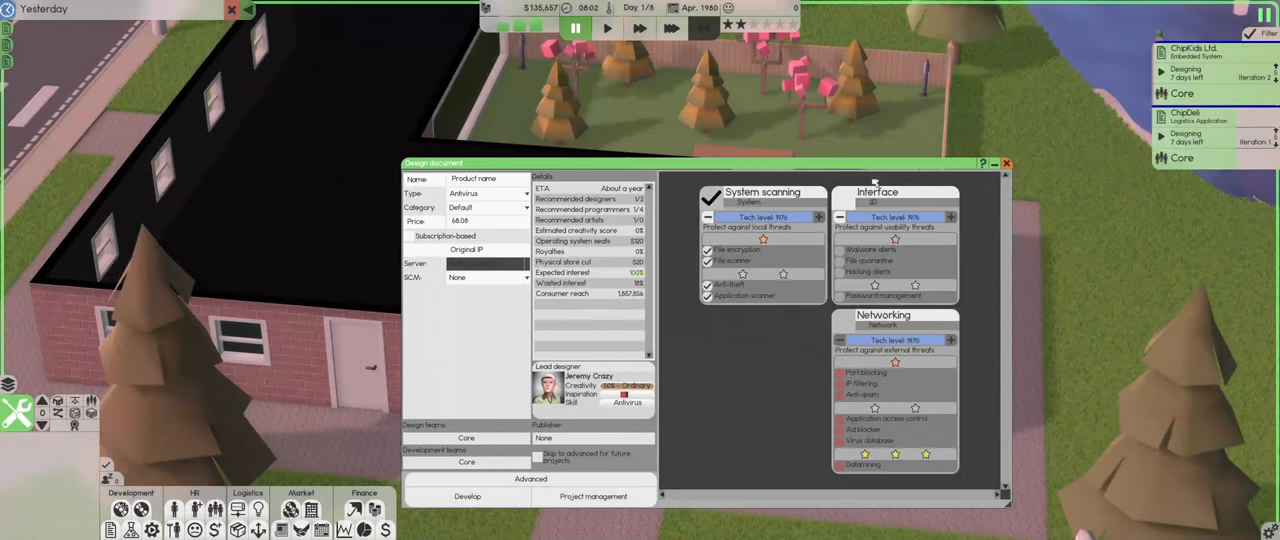 Yesterday
$135,657
08:02
Day 1/8
Apr. 1980
0
Filter
ChipKids Ltd.
Embedded System
Designing
7 days left
Iteration 2
Core
ChipDeli
Logistics Application
Designing
7 days left
Iteration 1
Core
Design document
?
Name:
Product name
Type:
Antivirus
Category:
Default
Price:
68.08
Subscription-based
Original IP
Server:
SCM:
None
Details
ETA
About a year
Recommended designers
1/2
Recommended programmers
1/4
Recommended artists
1/0
Estimated creativity score
0%
Operating system seats
$120
Royalties
0%
Physical store cut
$20
Expected interest
100%
Wasted interest
18%
Consumer reach
1,857,856
Lead designer
Jeremy Crazy
Creativity
50% - Ordinary
Inspiration
Skill
Antivirus
Design teams:
Core
Development teams:
Core
Publisher:
None
Skip to advanced for future
projects
Advanced
Develop
Project management
System scanning
System
Tech level: 1976
Protect against local threats
File encryption
File scanner
Anti-theft
Application scanner
Interface
2D
Tech level: 1976
Protect against usability threats
Malware alerts
File quarantine
Hacking alerts
Password management
Networking
Network
Tech level: 1970
Protect against external threats
Port blocking
IP filtering
Anti-spam
Application access control
Ad blocker
Virus database
Datamining
0
Development
HR
Logistics
Market
Finance